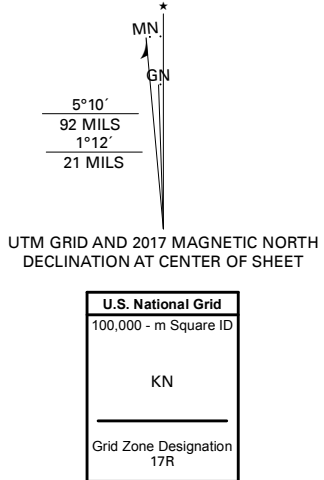 ★
MN.
GN
5°10´
92 MILS
1°12´
21 MILS
UTM GRID AND 2017 MAGNETIC NORTH
DECLINATION AT CENTER OF SHEET
U.S. National Grid
100,000 - m Square ID
KN
Grid Zone Designation
17R